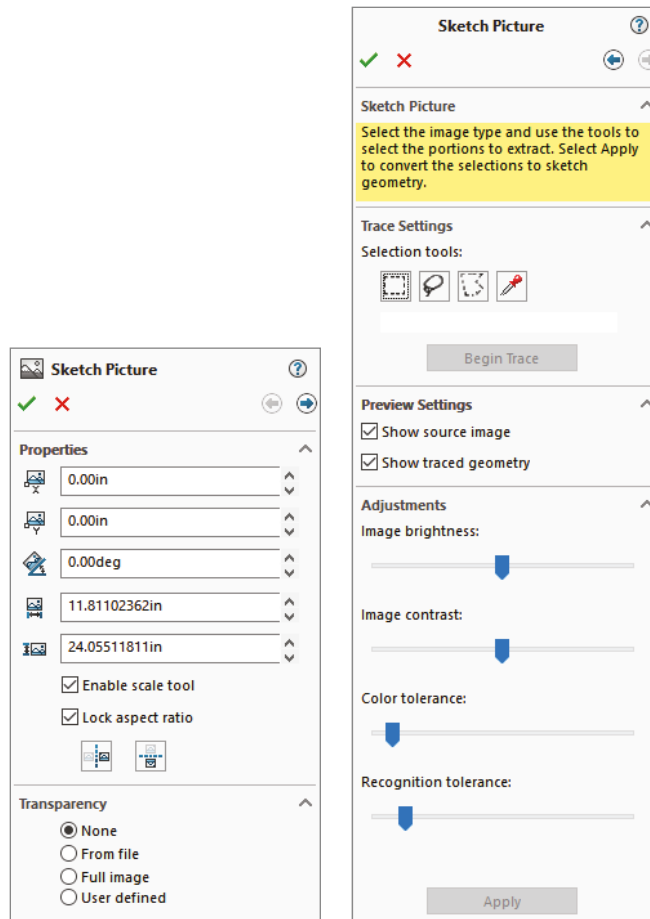 Sketch Picture
Properties
0.00in
0.00in
0.00deg
11.81102362in
24.05511811in
Enable scale tool
Lock aspect ratio
Transparency
None
From file
Full image
User defined
Sketch Picture
Sketch Picture
Select the image type and use the tools to
select the portions to extract. Select Apply
to convert the selections to sketch
geometry.
Trace Settings
Selection tools:
Begin Trace
Preview Settings
Show source image
Show traced geometry
Adjustments
Image brightness:
Image contrast:
Color tolerance:
Recognition tolerance:
Apply